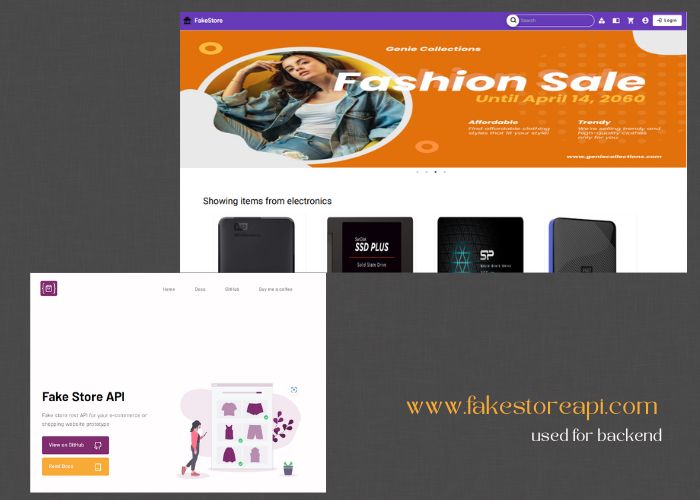 FakeStore
Search
Login
Genie Collections
Fashion Sale
Until April 14, 2060
Affordable
Find affordable clothing
styles that fit your style!
Trendy
We're selling trendy and
high-quality clothes
only for you
www.geniecollections.com
Showing items from electronics
WD
SanDisk
SSD PLUS
Solid State Drive
SP
Home
Docs
GitHub
Buy me a coffee
Fake Store API
Fake store rest API for your e-commerce or
shopping website prototype
View on GitHub
Read Docs
www.fakestoreapi.com
used for backend